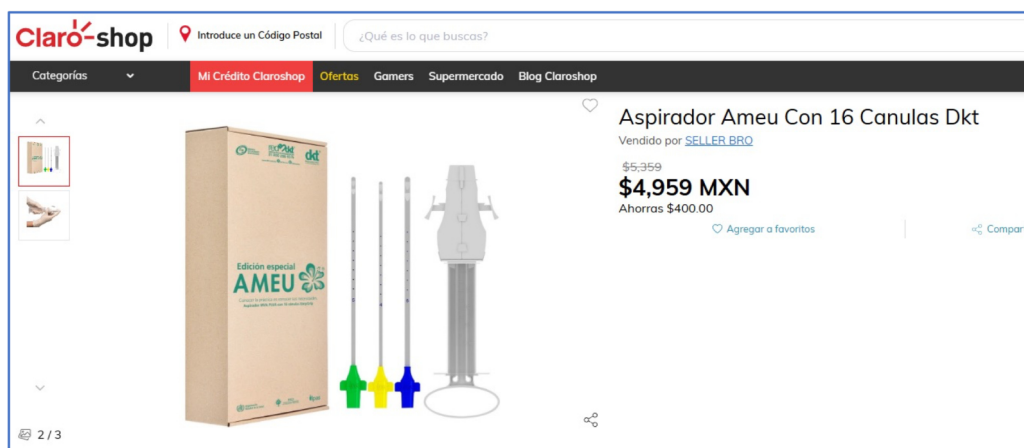 Claro-shop
Introduce un Código Postal
¿Qué es lo que buscas?
Categorías
Mi Crédito Claroshop
Ofertas
Gamers
Supermercado
Blog Claroshop
Aspirador Ameu Con 16 Canulas Dkt
Vendido por SELLER BRO
$5,359
$4,959 MXN
Ahorras $400.00
Agregar a favoritos
Compar
dkt
Edición especial
AMEU
2 / 3